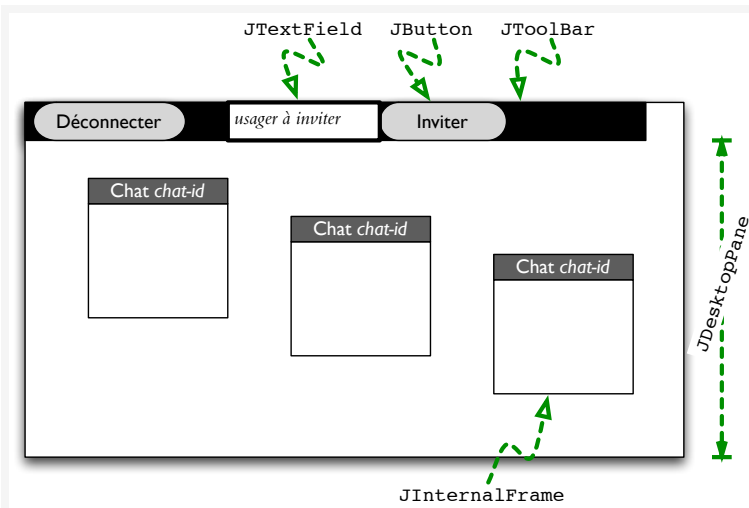 JTextField JButton JToolBar
Déconnecter usager à inviter Inviter
Chat chat-id
Chat chat-id
Chat chat-id
JDesktopPane
JInternalFrame